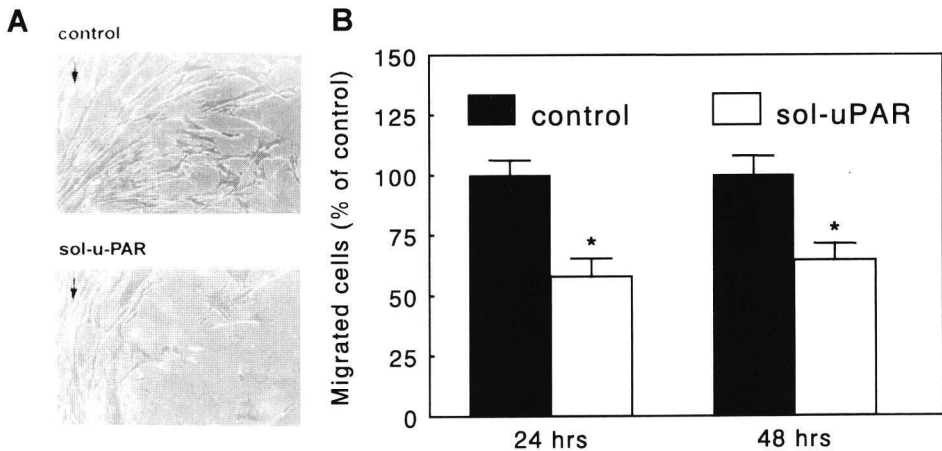 A
control
sol-u-PAR
B
Migrated cells (% of control)
150
125
100
75
50
25
0
control
sol-uPAR
*
*
24 hrs
48 hrs